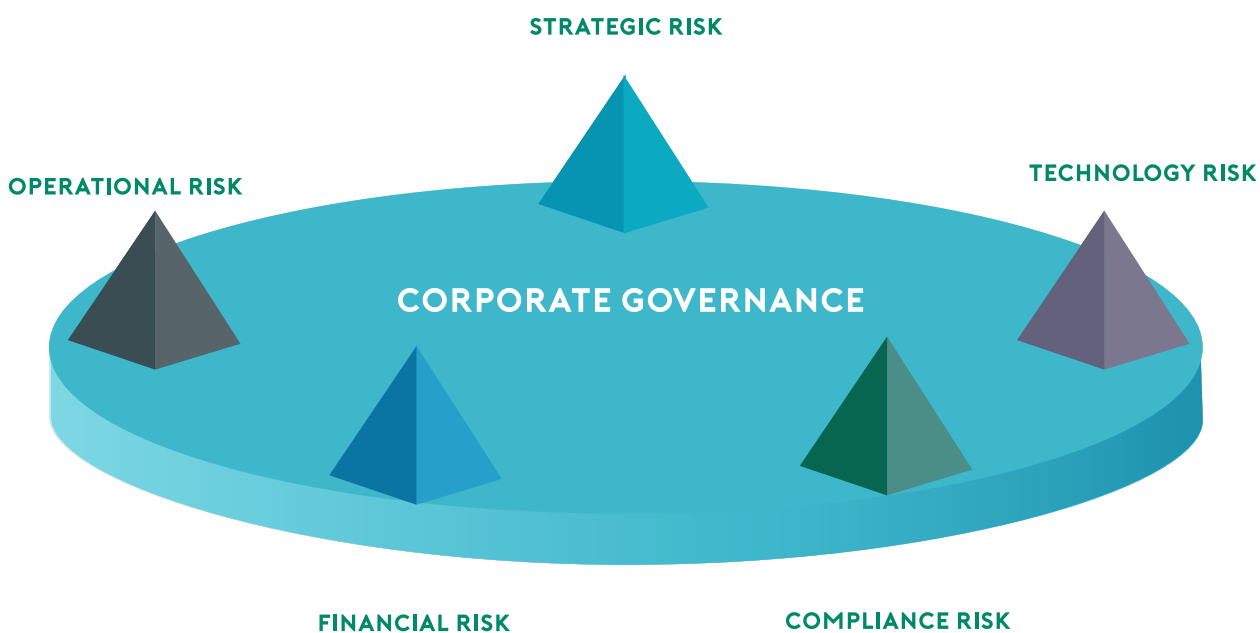 STRATEGIC RISK
OPERATIONAL RISK
TECHNOLOGY RISK
CORPORATE GOVERNANCE
FINANCIAL RISK
COMPLIANCE RISK